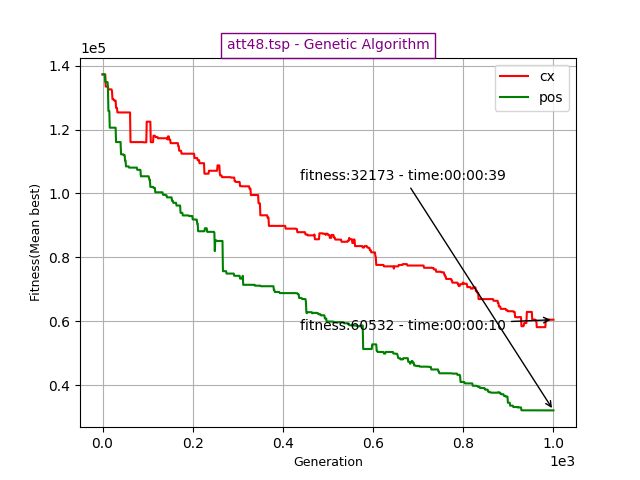 att48.tsp - Genetic Algorithm
1e5
1.4
1.2
1.0
0.8
0.6
0.4
Fitness(Mean best)
cx
pos
fitness:32173 - time:00:00:39
fitness:60532 - time:00:00:10
0.0 0.2 0.4 0.6 0.8 1.0
Generation
1e3